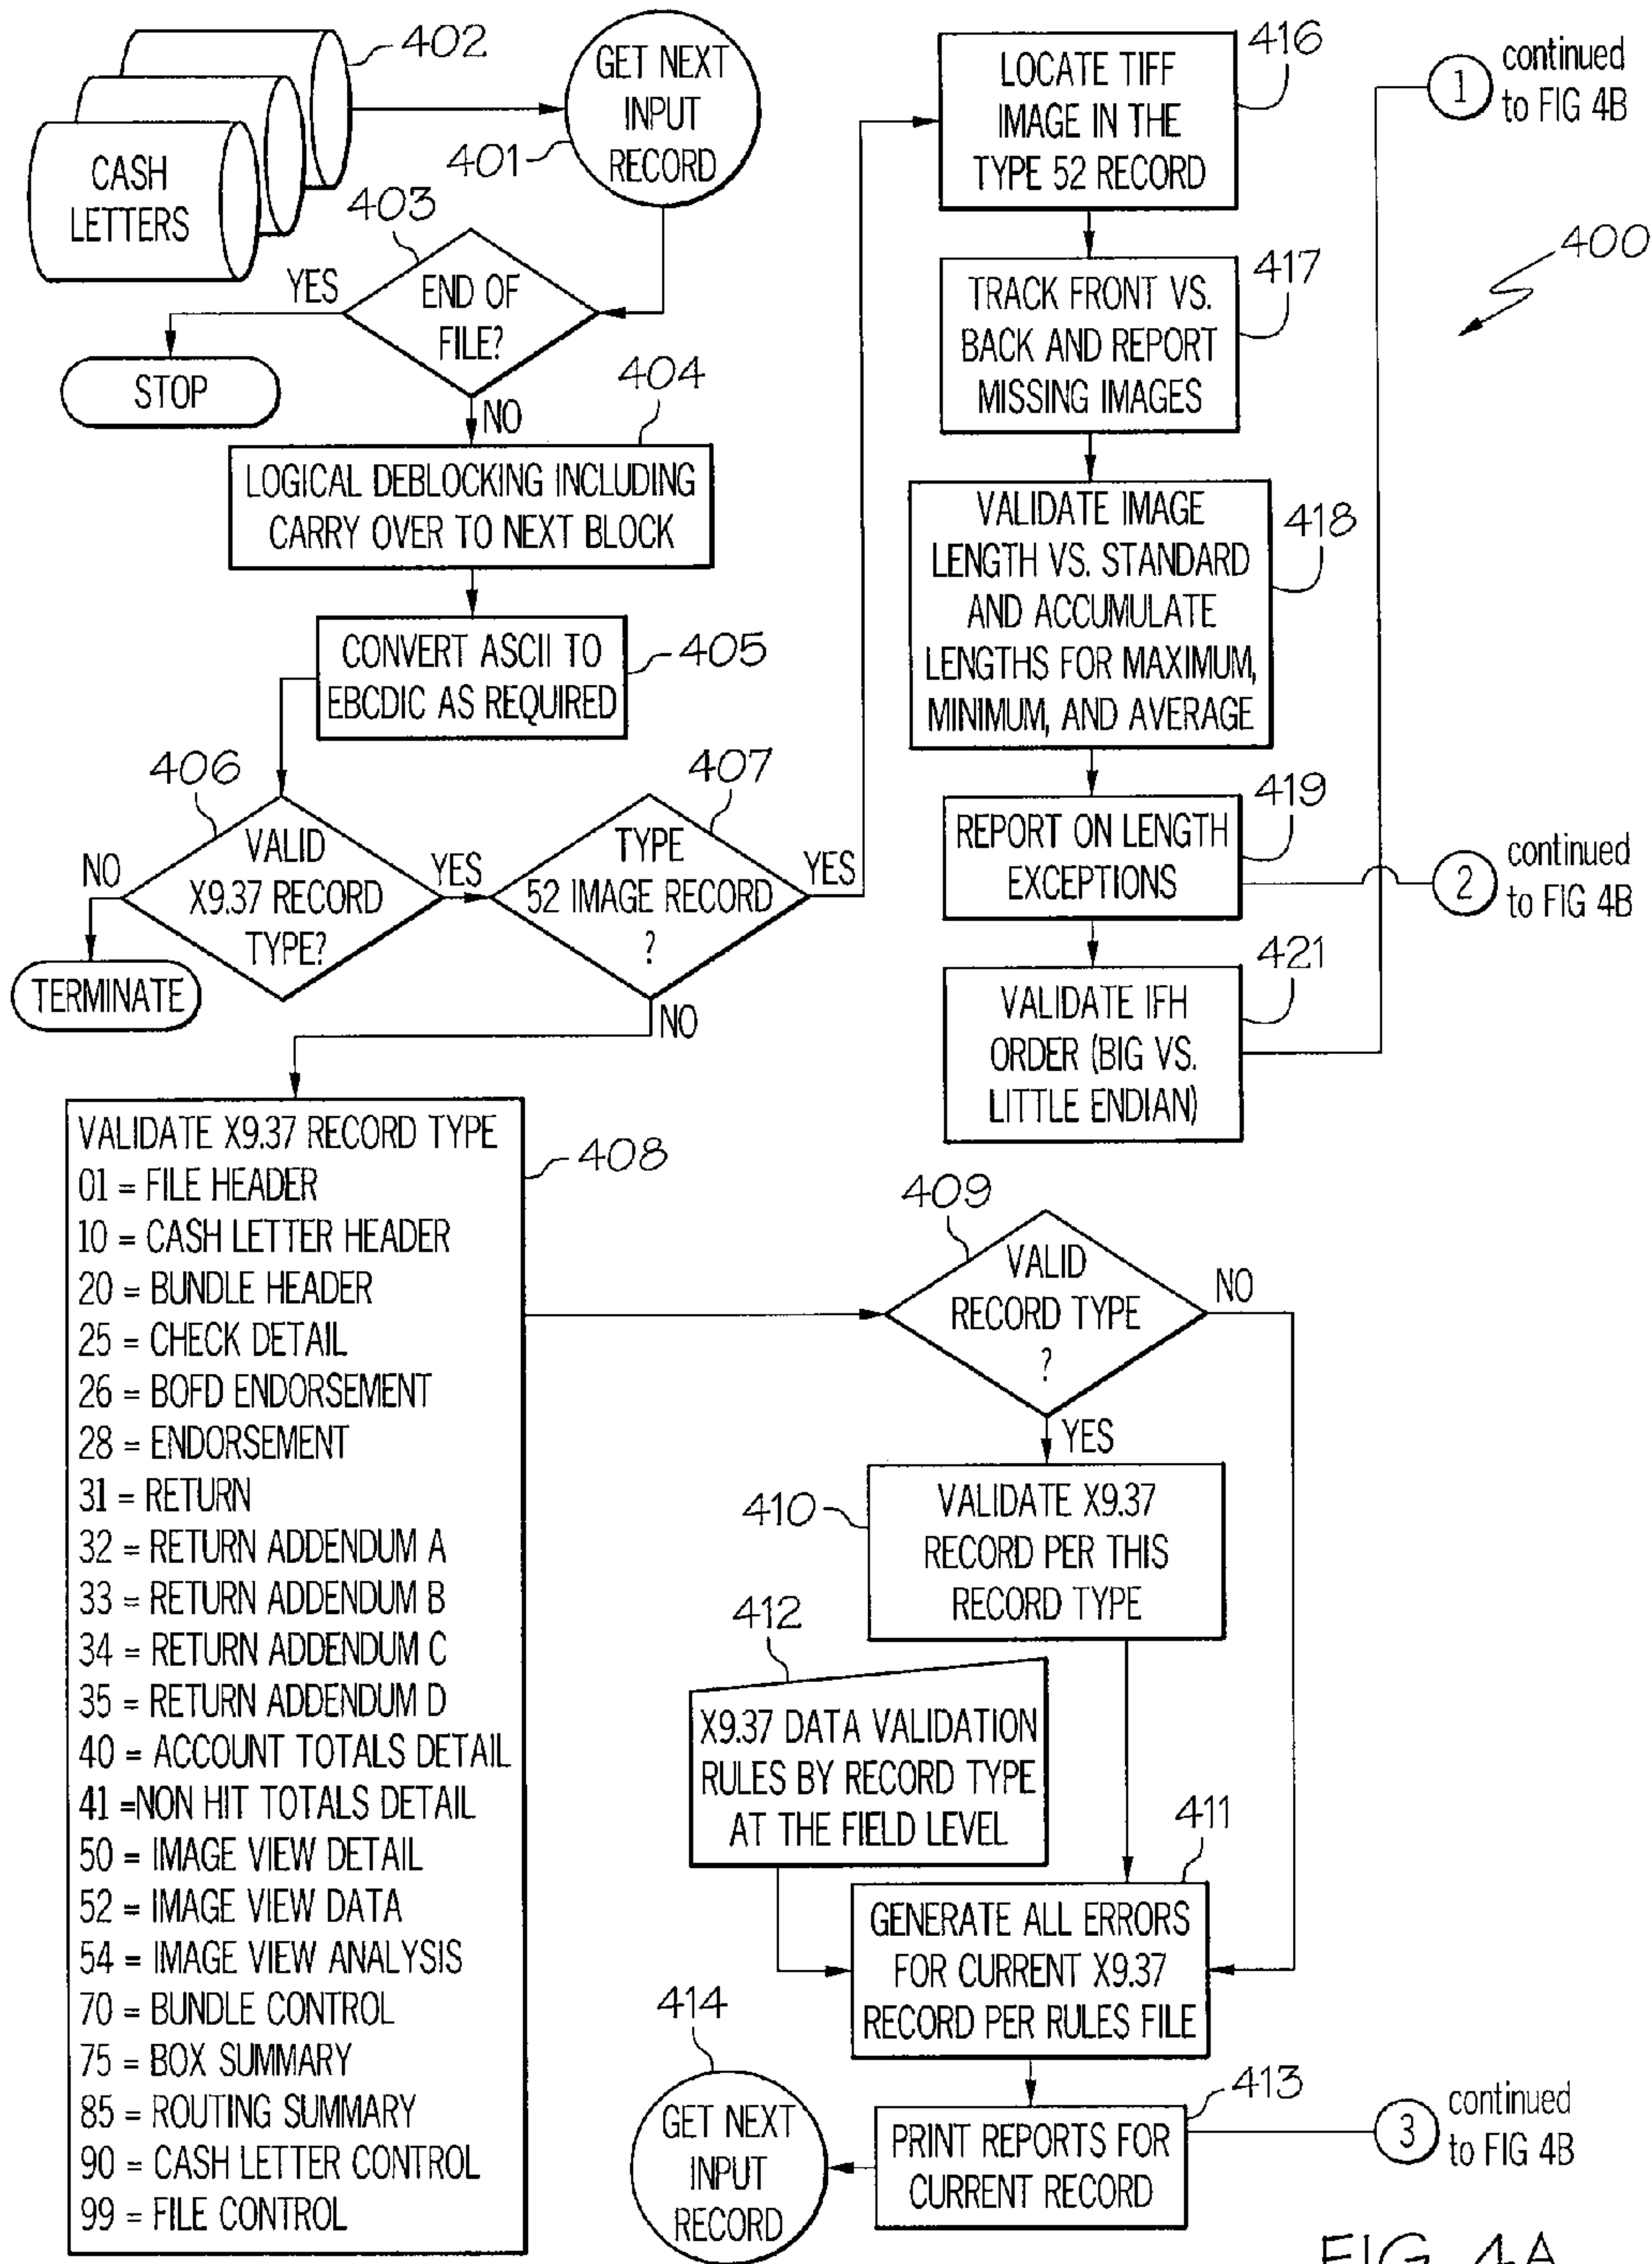 402
CASH
LETTERS
GET NEXT
INPUT
RECORD
401
403
END OF
FILE?
YES
STOP
NO
404
LOGICAL DEBLOCKING INCLUDING
CARRY OVER TO NEXT BLOCK
CONVERT ASCII TO
EBCDIC AS REQUIRED
405
406
VALID
X9.37 RECORD
TYPE?
NO
TERMINATE
YES
407
TYPE
52 IMAGE RECORD
?
YES
NO
VALIDATE X9.37 RECORD TYPE
01 = FILE HEADER
10 = CASH LETTER HEADER
20 = BUNDLE HEADER
25 = CHECK DETAIL
26 = BOFD ENDORSEMENT
28 = ENDORSEMENT
31 = RETURN
32 = RETURN ADDENDUM A
33 = RETURN ADDENDUM B
34 = RETURN ADDENDUM C
35 = RETURN ADDENDUM D
40 = ACCOUNT TOTALS DETAIL
41 =NON HIT TOTALS DETAIL
50 = IMAGE VIEW DETAIL
52 = IMAGE VIEW DATA
54 = IMAGE VIEW ANALYSIS
70 = BUNDLE CONTROL
75 = BOX SUMMARY
85 = ROUTING SUMMARY
90 = CASH LETTER CONTROL
99 = FILE CONTROL
408
409
VALID
RECORD TYPE
?
NO
YES
410
VALIDATE X9.37
RECORD PER THIS
RECORD TYPE
412
X9.37 DATA VALIDATION
RULES BY RECORD TYPE
AT THE FIELD LEVEL
411
GENERATE ALL ERRORS
FOR CURRENT X9.37
RECORD PER RULES FILE
413
PRINT REPORTS FOR
CURRENT RECORD
414
GET NEXT
INPUT
RECORD
3
continued
to FIG 4B
416
LOCATE TIFF
IMAGE IN THE
TYPE 52 RECORD
417
TRACK FRONT VS.
BACK AND REPORT
MISSING IMAGES
418
VALIDATE IMAGE
LENGTH VS. STANDARD
AND ACCUMULATE
LENGTHS FOR MAXIMUM,
MINIMUM, AND AVERAGE
419
REPORT ON LENGTH
EXCEPTIONS
2
continued
to FIG 4B
421
VALIDATE IFH
ORDER (BIG VS.
LITTLE ENDIAN)
1
continued
to FIG 4B
400
FIG. 4A